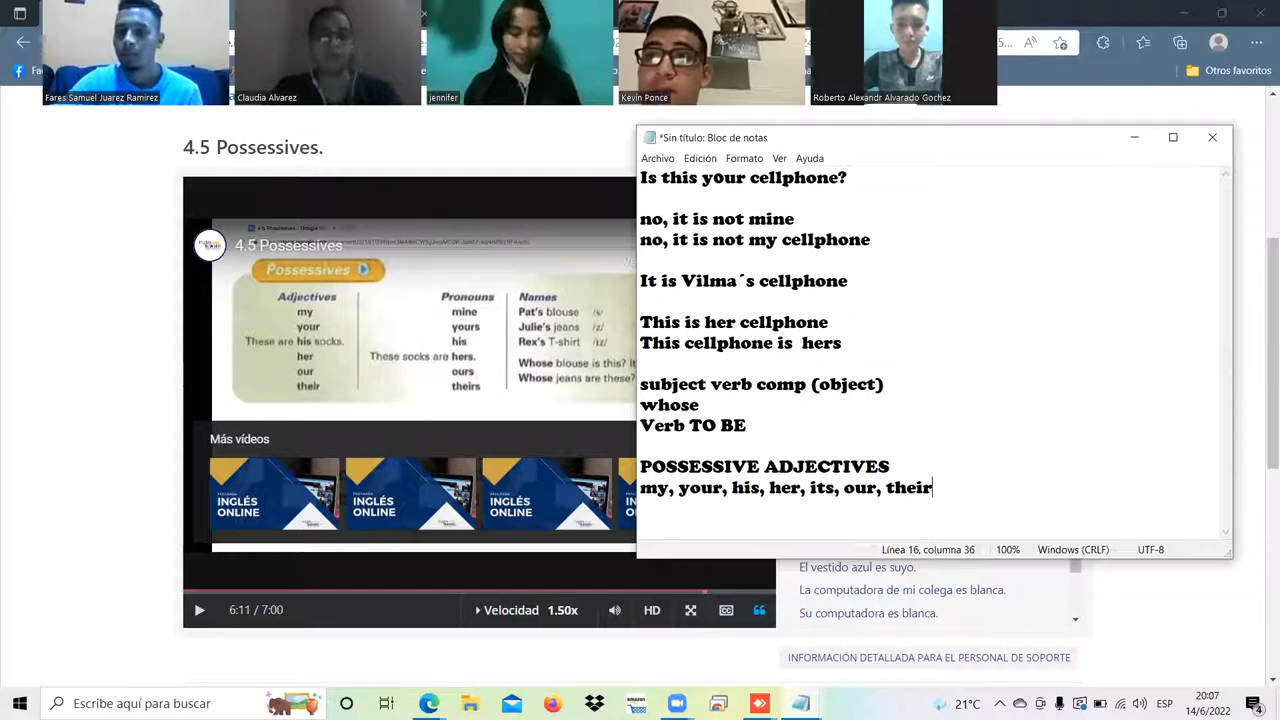 Fares Samuel Juarez Ramirez
Claudia Alvarez
jennifer
Kevin Ponce
Roberto Alexandr Alvarado Gochez
Otros favoritos
4.5 Possessives.
4.5 Possessives
Possessives
Adjectives
my
your
These are his socks.
her
our
their
Pronouns
mine
yours
his
These socks are hers.
ours
theirs
Names
Pat's blouse /s/
Julie's jeans /z/
Rex's T-shirt /ɪz/
Whose blouse is this? It
Whose jeans are these?
Más vídeos
INGLÉS
ONLINE
INGLÉS
ONLINE
INGLÉS
ONLINE
6:11 / 7:00
Velocidad 1.50x
HD
CC
*Sin título: Bloc de notas
Archivo Edición Formato Ver Ayuda
Is this y0ur cellphone?
no, it is not mine
no, it is not my cellphone
It is Vilma´s cellphone
This is her cellphone
This cellphone is  hers
subject verb comp (object)
whose
Verb TO BE
POSSESSIVE ADJECTIVES
my, your, his, her, its, our, their
Línea 16, columna 36 100% Windows (CRLF) UTF-8
El vestido azul es suyo.
La computadora de mi colega es blanca.
Su computadora es blanca.
INFORMACIÓN DETALLADA PARA EL PERSONAL DE SOPORTE
Escribe aquí para buscar
amazon
21°C
ESP
20:07
14/6/2022
4